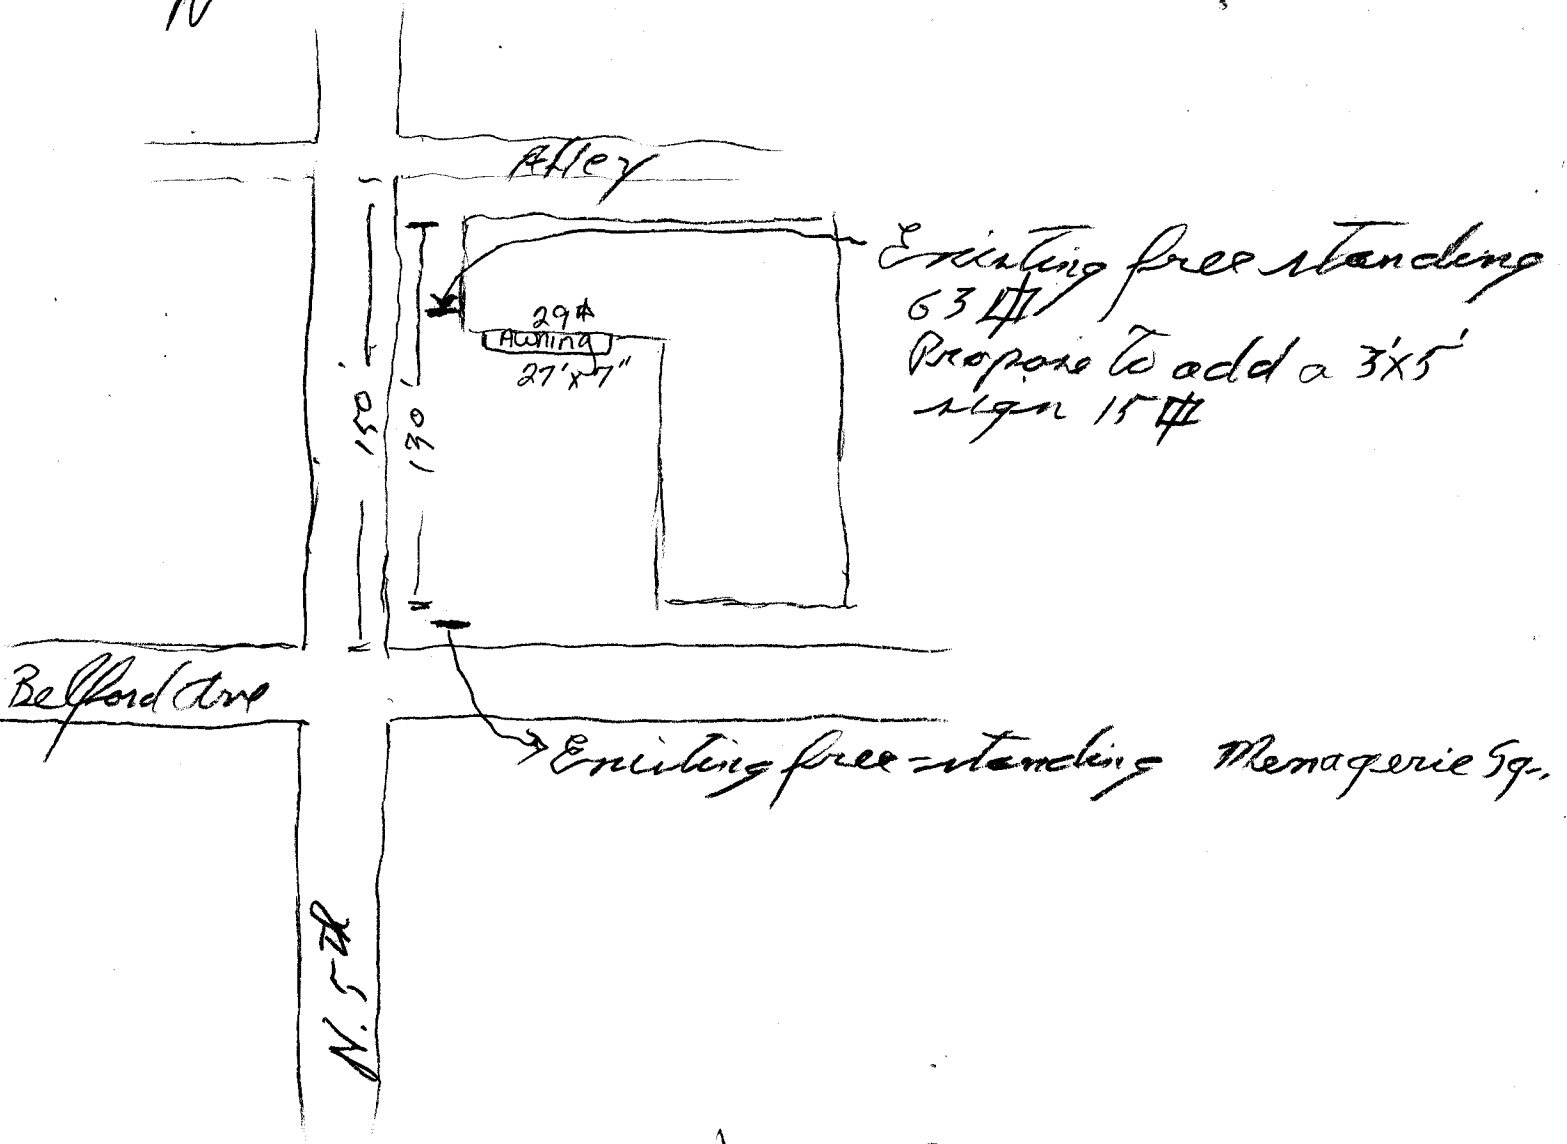 N
Alley
Existing free standing
63 #
Propose to add a 3'x5'
sign 15 #
29 #
Awning
27' x 7"
150'
130'
Belford Ave
Existing free-standing Menagerie Sq.
N. 5th